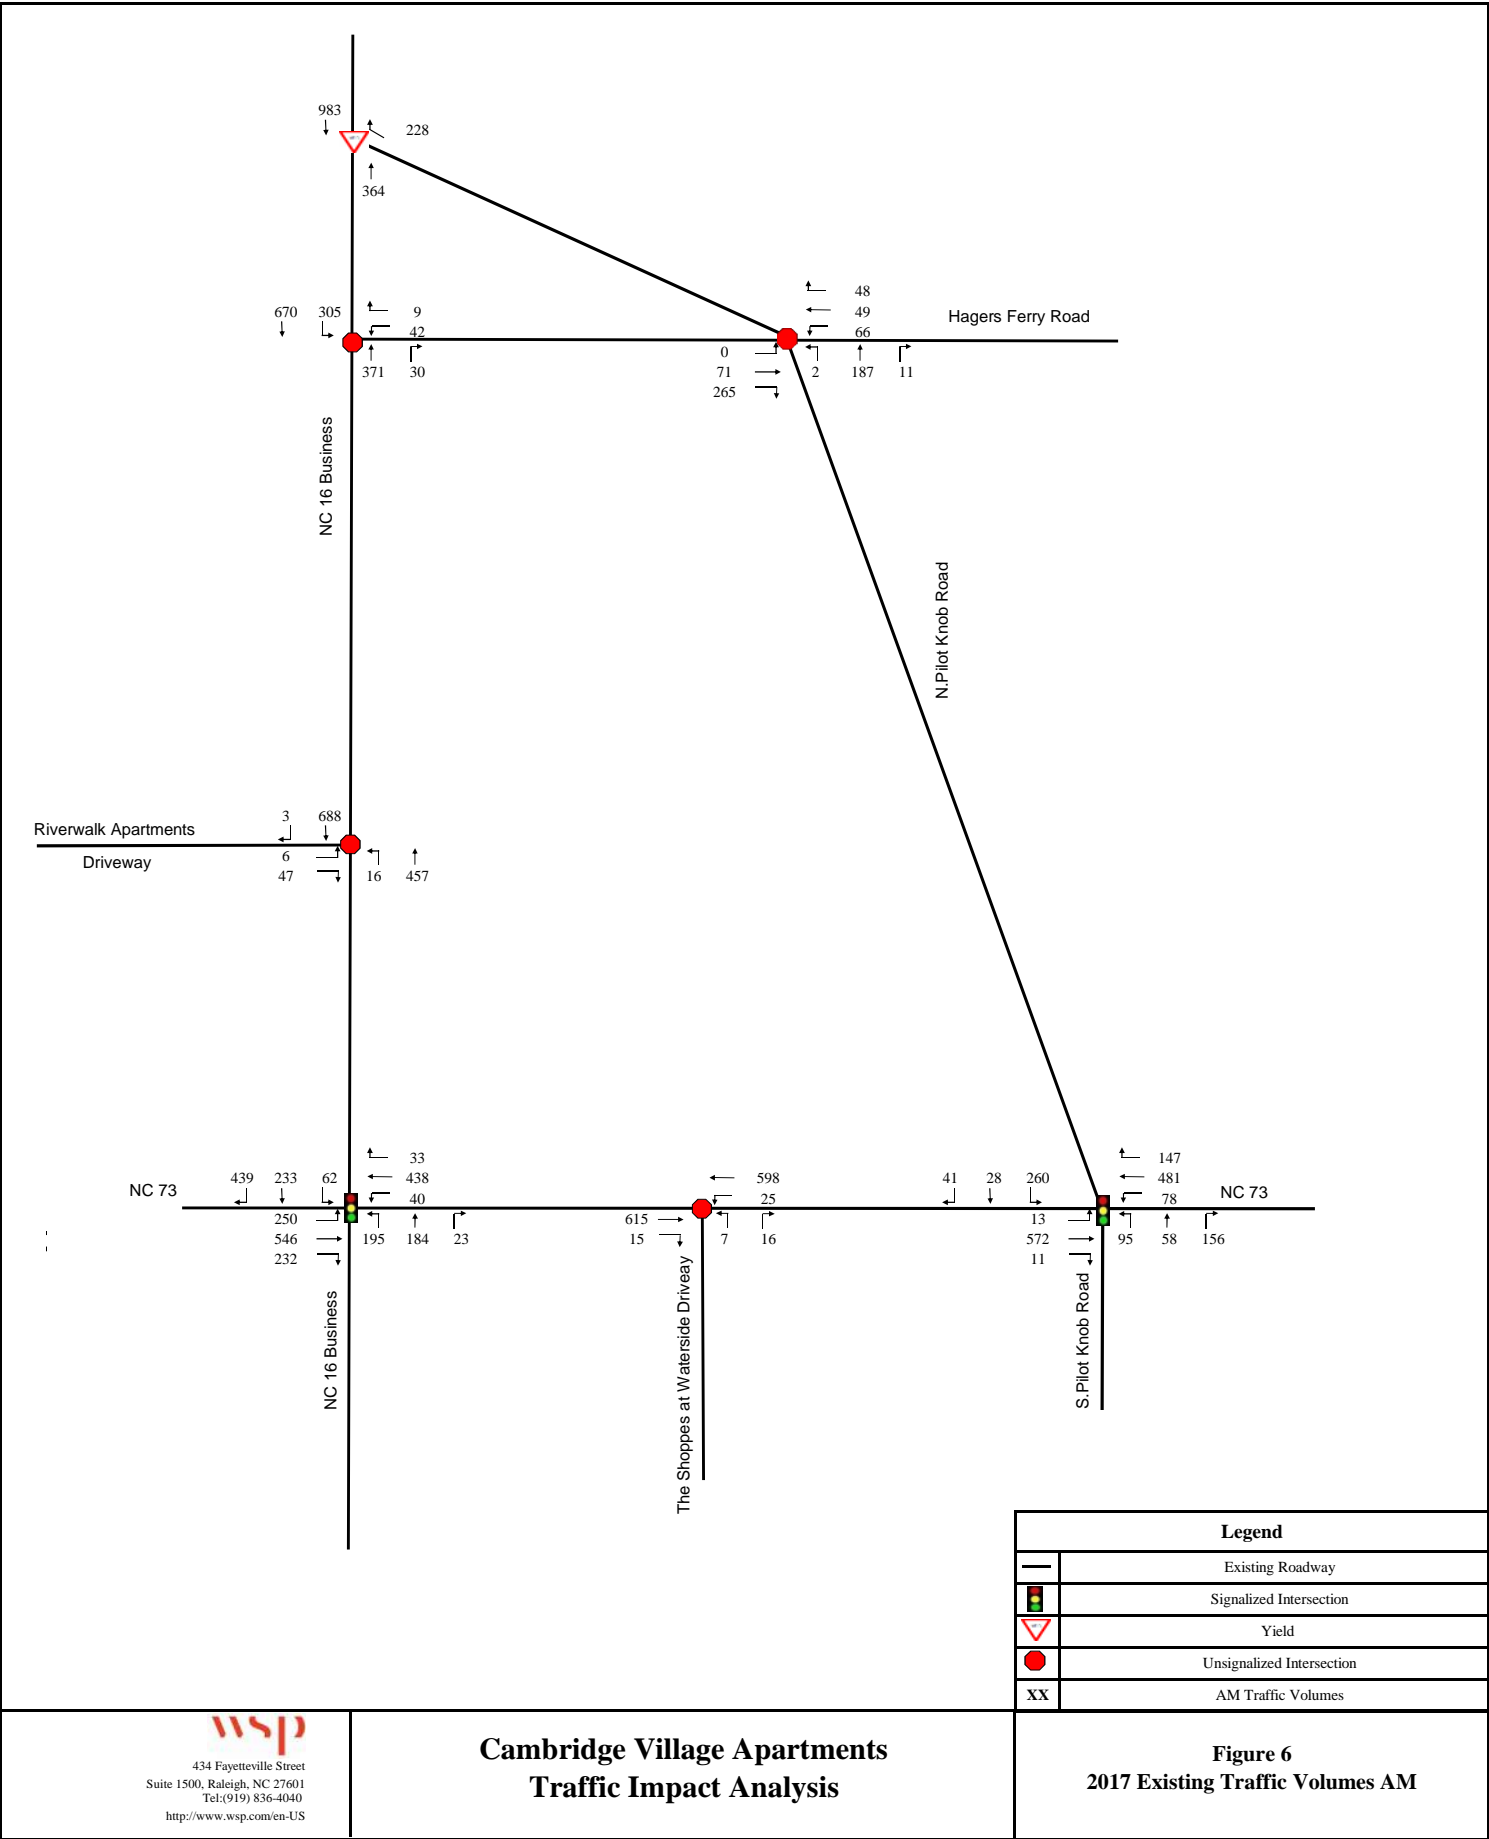 983
228
364
670 305 9
42
371 30
48
49
66
Hagers Ferry Road
0
71
265
2 187 11
NC 16 Business
N.Pilot Knob Road
3 688
Riverwalk Apartments
Driveway
6
47
16 457
NC 73
439 233 62
33
438
40
250
546
232
195 184 23
598
25
615
15
7 16
41 28 260
147
481
78
NC 73
13
572
11
95 58 156
NC 16 Business
The Shoppes at Waterside Driveay
S.Pilot Knob Road
Legend
Existing Roadway
Signalized Intersection
Yield
Unsignalized Intersection
XX AM Traffic Volumes
wsp
434 Fayetteville Street
Suite 1500, Raleigh, NC 27601
Tel:(919) 836-4040
http://www.wsp.com/en-US
Cambridge Village Apartments
Traffic Impact Analysis
Figure 6
2017 Existing Traffic Volumes AM